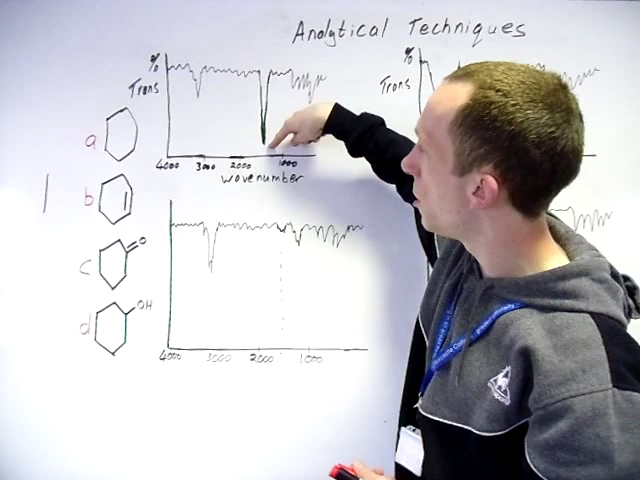 Analytical Techniques
%
Trans
%
Trans
a
4000 3000 2000 1000
wavenumber
b
c
O
d
OH
4000 3000 2000 1000